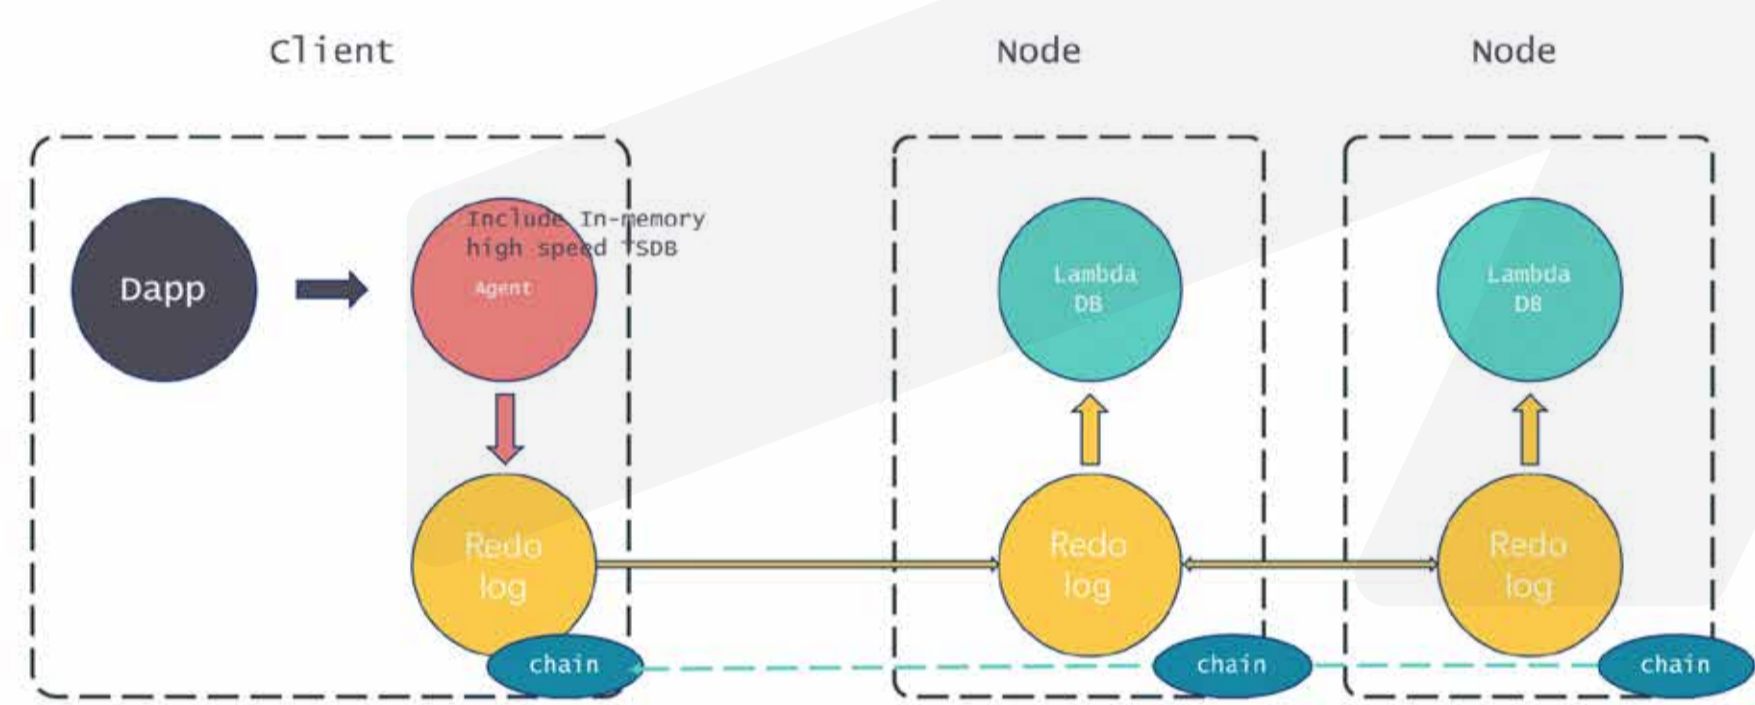 Client
Node
Node
Include In-memory
high speed TSDB
Dapp
Agent
Lambda
DB
Lambda
DB
Redo
log
Redo
log
Redo
log
chain
chain
chain